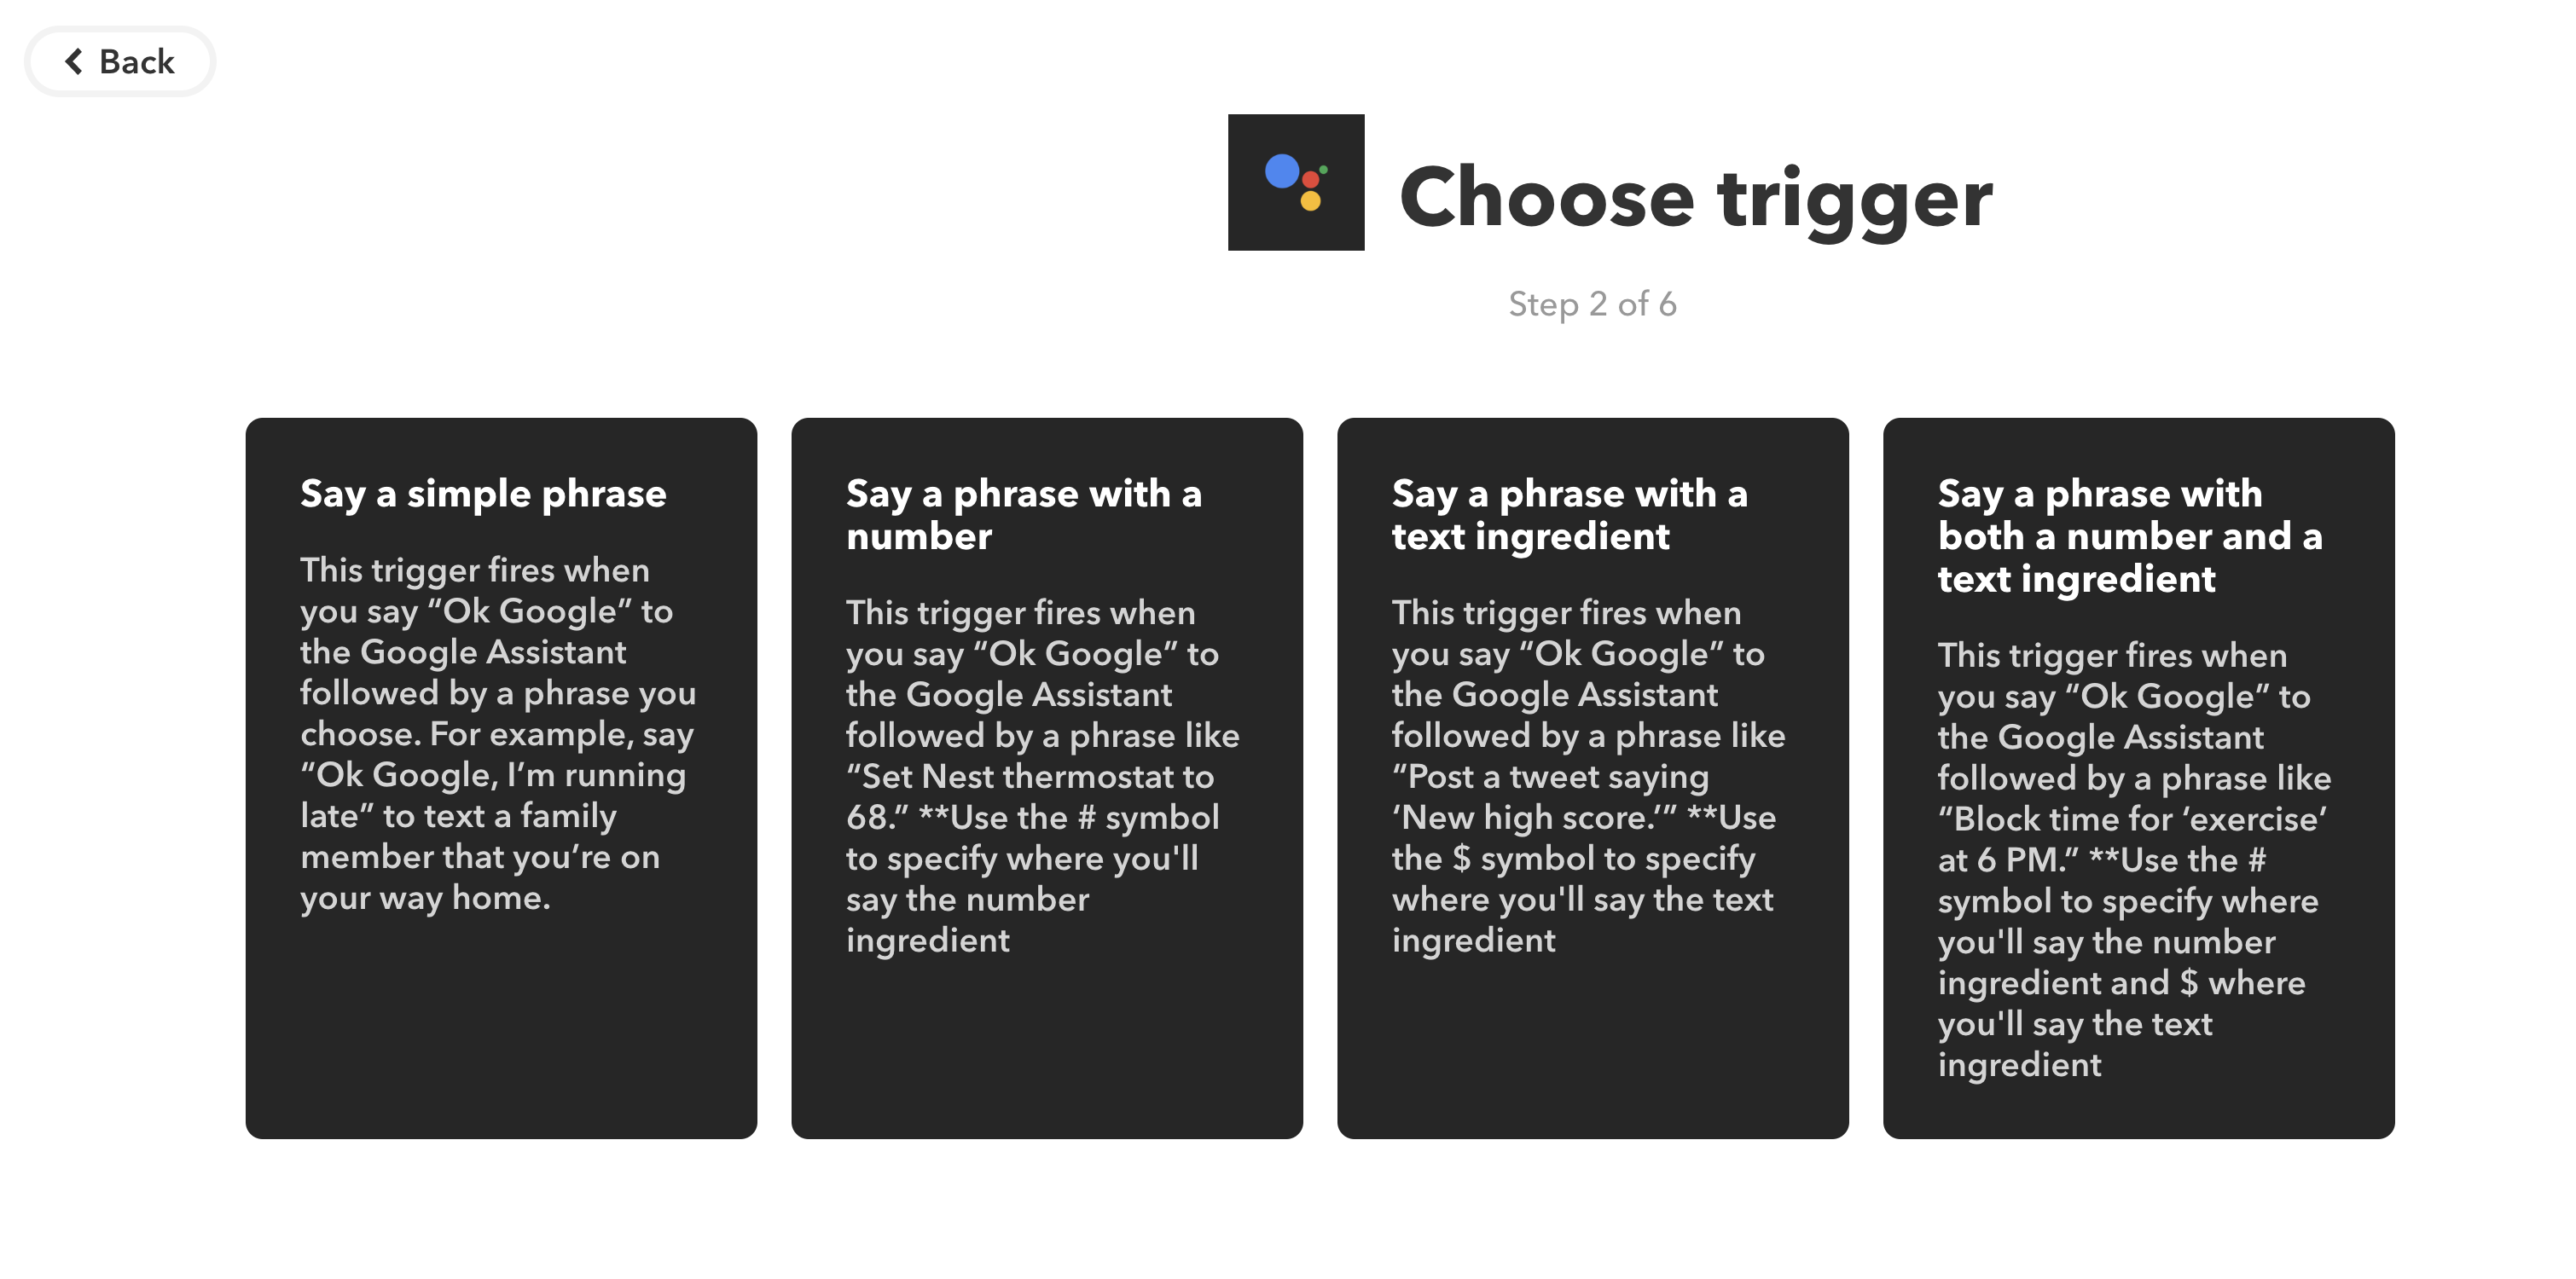 Back
Choose trigger
Step 2 of 6
Say a simple phrase
This trigger fires when
you say “Ok Google” to
the Google Assistant
followed by a phrase you
choose. For example, say
“Ok Google, I’m running
late” to text a family
member that you’re on
your way home.
Say a phrase with a
number
This trigger fires when
you say “Ok Google” to
the Google Assistant
followed by a phrase like
“Set Nest thermostat to
68.” **Use the # symbol
to specify where you'll
say the number
ingredient
Say a phrase with a
text ingredient
This trigger fires when
you say “Ok Google” to
the Google Assistant
followed by a phrase like
“Post a tweet saying
‘New high score.’” **Use
the $ symbol to specify
where you'll say the text
ingredient
Say a phrase with
both a number and a
text ingredient
This trigger fires when
you say “Ok Google” to
the Google Assistant
followed by a phrase like
“Block time for ‘exercise’
at 6 PM.” **Use the #
symbol to specify where
you'll say the number
ingredient and $ where
you'll say the text
ingredient